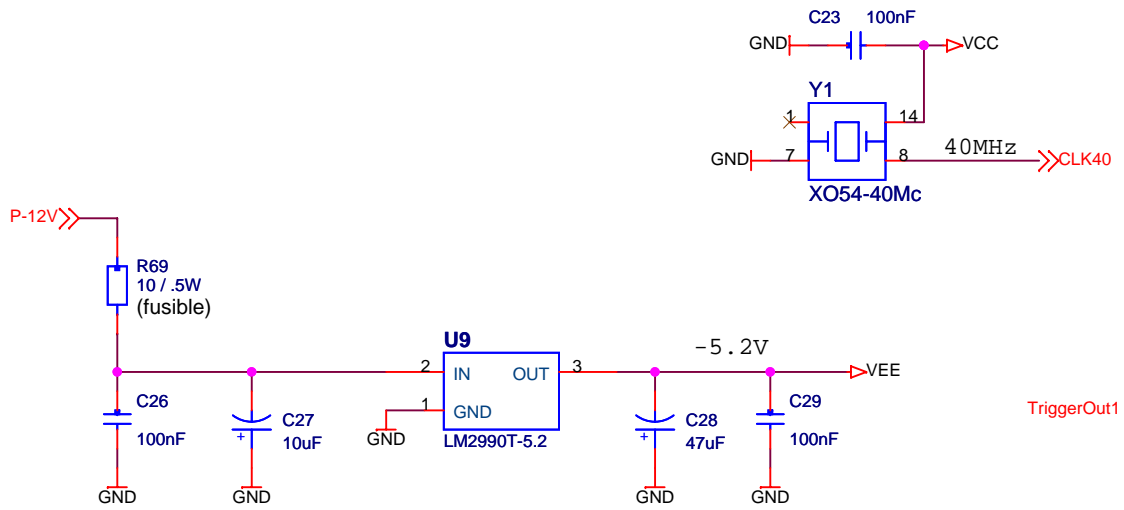 C23 100nF
GND VCC
Y1
1 14
GND 7 8 40MHz CLK40
XO54-40Mc
P-12V
R69
10 / .5W
(fusible)
U9
-5.2V
2 IN OUT 3 VEE
C26
100nF
C27
10uF
1 GND
GND
LM2990T-5.2
C28
47uF
C29
100nF
TriggerOut1
+ +
GND GND GND GND